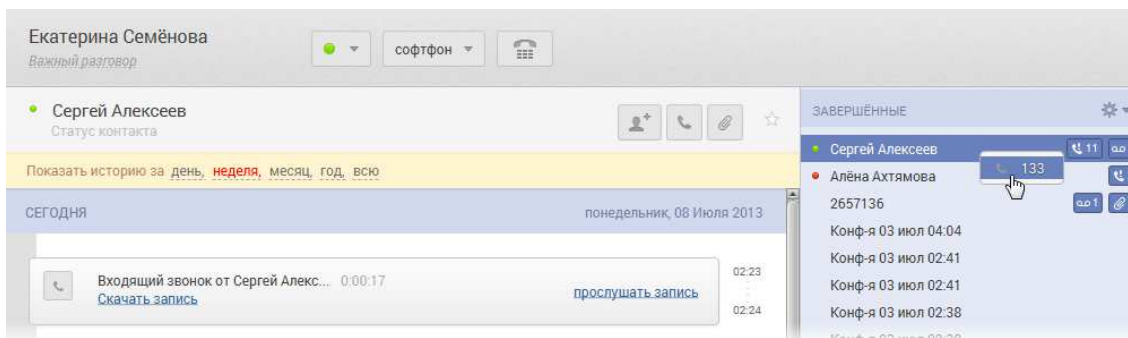 Екатерина Семёнова
Важный разговор
софтфон
Сергей Алексеев
Статус контакта
Показать историю за день, неделя, месяц, год, всю
СЕГОДНЯ понедельник, 08 Июля 2013
Входящий звонок от Сергей Алекс... 0:00:17
Скачать запись
прослушать запись
02:23
02:24
ЗАВЕРШЁННЫЕ
Сергей Алексеев 11
133
Алёна Ахтямова
2657136 1
Конф-я 03 июл 04:04
Конф-я 03 июл 02:41
Конф-я 03 июл 02:41
Конф-я 03 июл 02:38